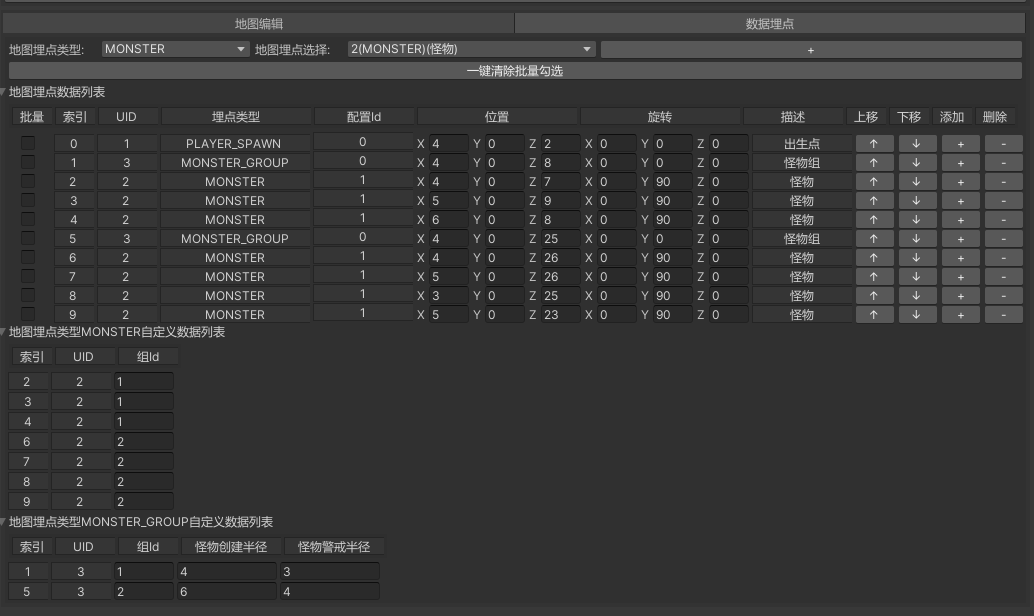 地图编辑 数据埋点
地图埋点类型: MONSTER 地图埋点选择: 2(MONSTER)(怪物) +
一键清除批量勾选
地图埋点数据列表
批量 索引 UID 埋点类型 配置Id 位置 旋转 描述 上移 下移 添加 删除
0 1 PLAYER_SPAWN 0 X 4 Y 0 Z 2 X 0 Y 0 Z 0 出生点 ↑ ↓ + -
1 3 MONSTER_GROUP 0 X 4 Y 0 Z 8 X 0 Y 0 Z 0 怪物组 ↑ ↓ + -
2 2 MONSTER 1 X 4 Y 0 Z 7 X 0 Y 90 Z 0 怪物 ↑ ↓ + -
3 2 MONSTER 1 X 5 Y 0 Z 9 X 0 Y 90 Z 0 怪物 ↑ ↓ + -
4 2 MONSTER 1 X 6 Y 0 Z 8 X 0 Y 90 Z 0 怪物 ↑ ↓ + -
5 3 MONSTER_GROUP 0 X 4 Y 0 Z 25 X 0 Y 0 Z 0 怪物组 ↑ ↓ + -
6 2 MONSTER 1 X 4 Y 0 Z 26 X 0 Y 90 Z 0 怪物 ↑ ↓ + -
7 2 MONSTER 1 X 5 Y 0 Z 26 X 0 Y 90 Z 0 怪物 ↑ ↓ + -
8 2 MONSTER 1 X 3 Y 0 Z 25 X 0 Y 90 Z 0 怪物 ↑ ↓ + -
9 2 MONSTER 1 X 5 Y 0 Z 23 X 0 Y 90 Z 0 怪物 ↑ ↓ + -
地图埋点类型MONSTER自定义数据列表
索引 UID 组Id
2 2 1
3 2 1
4 2 1
6 2 2
7 2 2
8 2 2
9 2 2
地图埋点类型MONSTER_GROUP自定义数据列表
索引 UID 组Id 怪物创建半径 怪物警戒半径
1 3 1 4 3
5 3 2 6 4